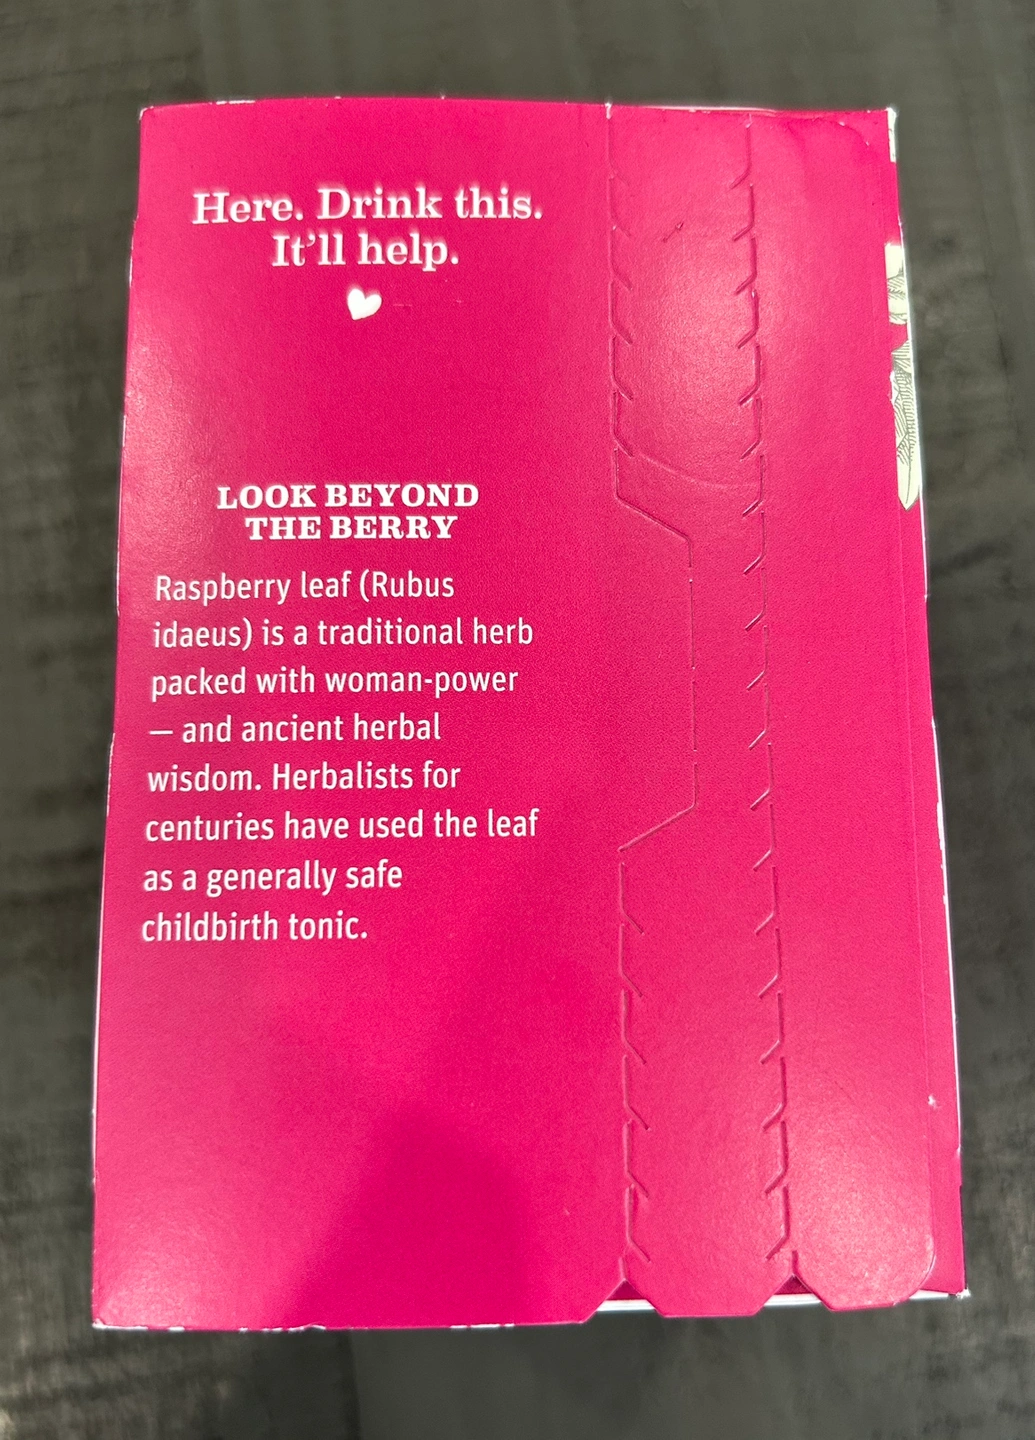 Here. Drink this.
It’ll help.
LOOK BEYOND
THE BERRY
Raspberry leaf (Rubus
idaeus) is a traditional herb
packed with woman-power
— and ancient herbal
wisdom. Herbalists for
centuries have used the leaf
as a generally safe
childbirth tonic.